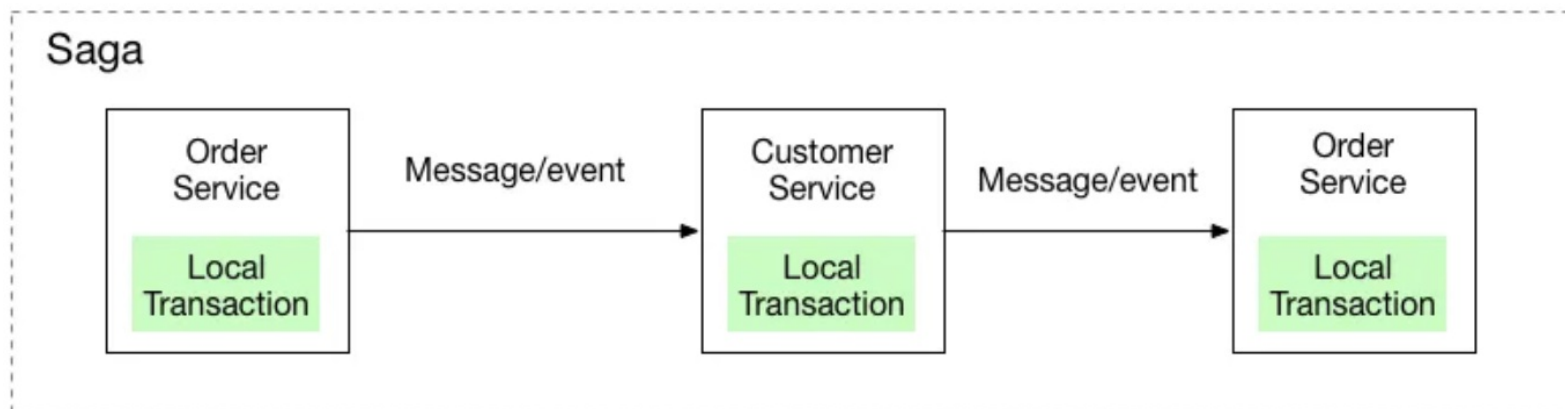 Saga
Order
Service
Local
Transaction
Message/event
Customer
Service
Local
Transaction
Message/event
Order
Service
Local
Transaction